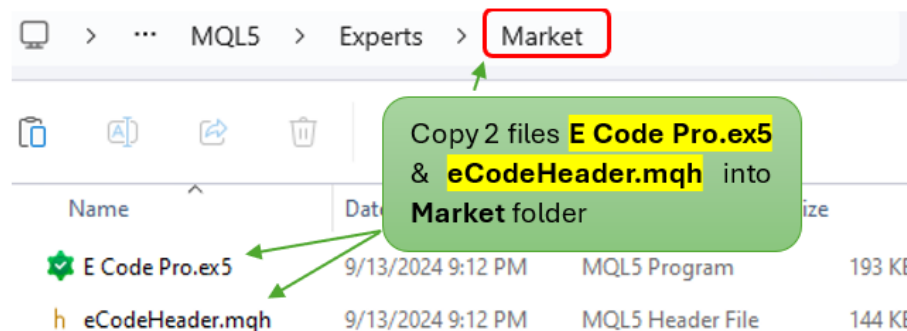 ... MQL5 > Experts > Market
Copy 2 files E Code Pro.ex5
& eCodeHeader.mqh into
Market folder
Name
E Code Pro.ex5 9/13/2024 9:12 PM MQL5 Program 193 KB
eCodeHeader.mqh 9/13/2024 9:12 PM MQL5 Header File 144 KB